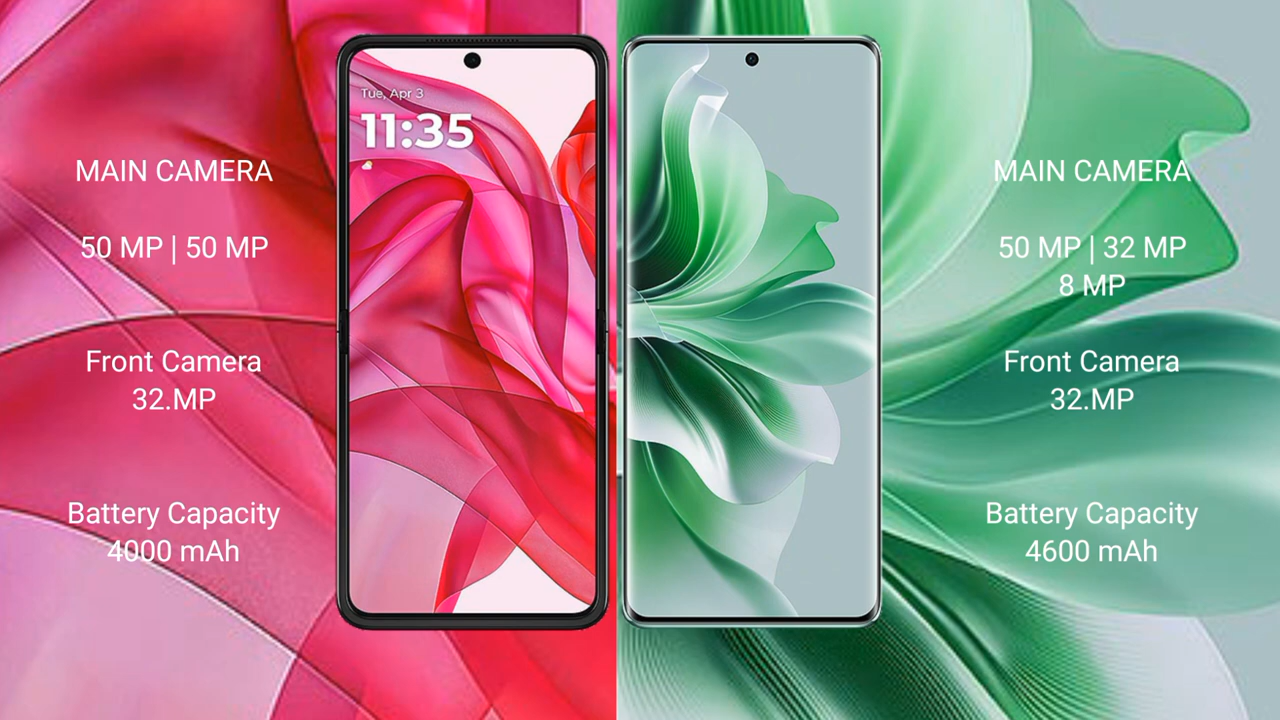 Tue, Apr 3
11:35
MAIN CAMERA
50 MP | 50 MP
Front Camera
32.MP
Battery Capacity
4000 mAh
MAIN CAMERA
50 MP | 32 MP
8 MP
Front Camera
32.MP
Battery Capacity
4600 mAh